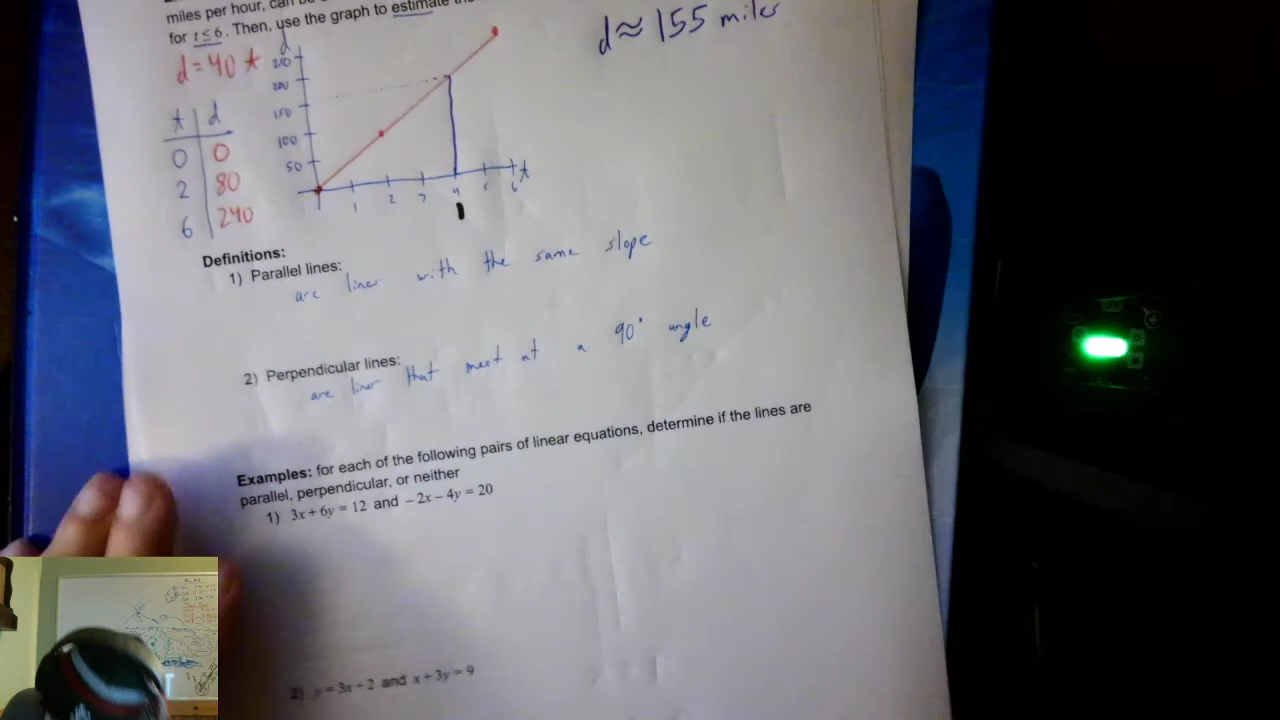 miles per hour, can be
for t ≤ 6. Then, use the graph to estimate the
d ≈ 155 miles
d = 40 t
d
200
150
100
50
1 2 3 4 5 6 t
t d
0 0
2 80
6 240
Definitions:
1) Parallel lines:
are lines with the same slope
2) Perpendicular lines:
are lines that meet at a 90° angle
Examples: for each of the following pairs of linear equations, determine if the lines are
parallel, perpendicular, or neither
1) 3x + 6y = 12 and − 2x − 4y = 20
2) y = 3x + 2 and x + 3y = 9